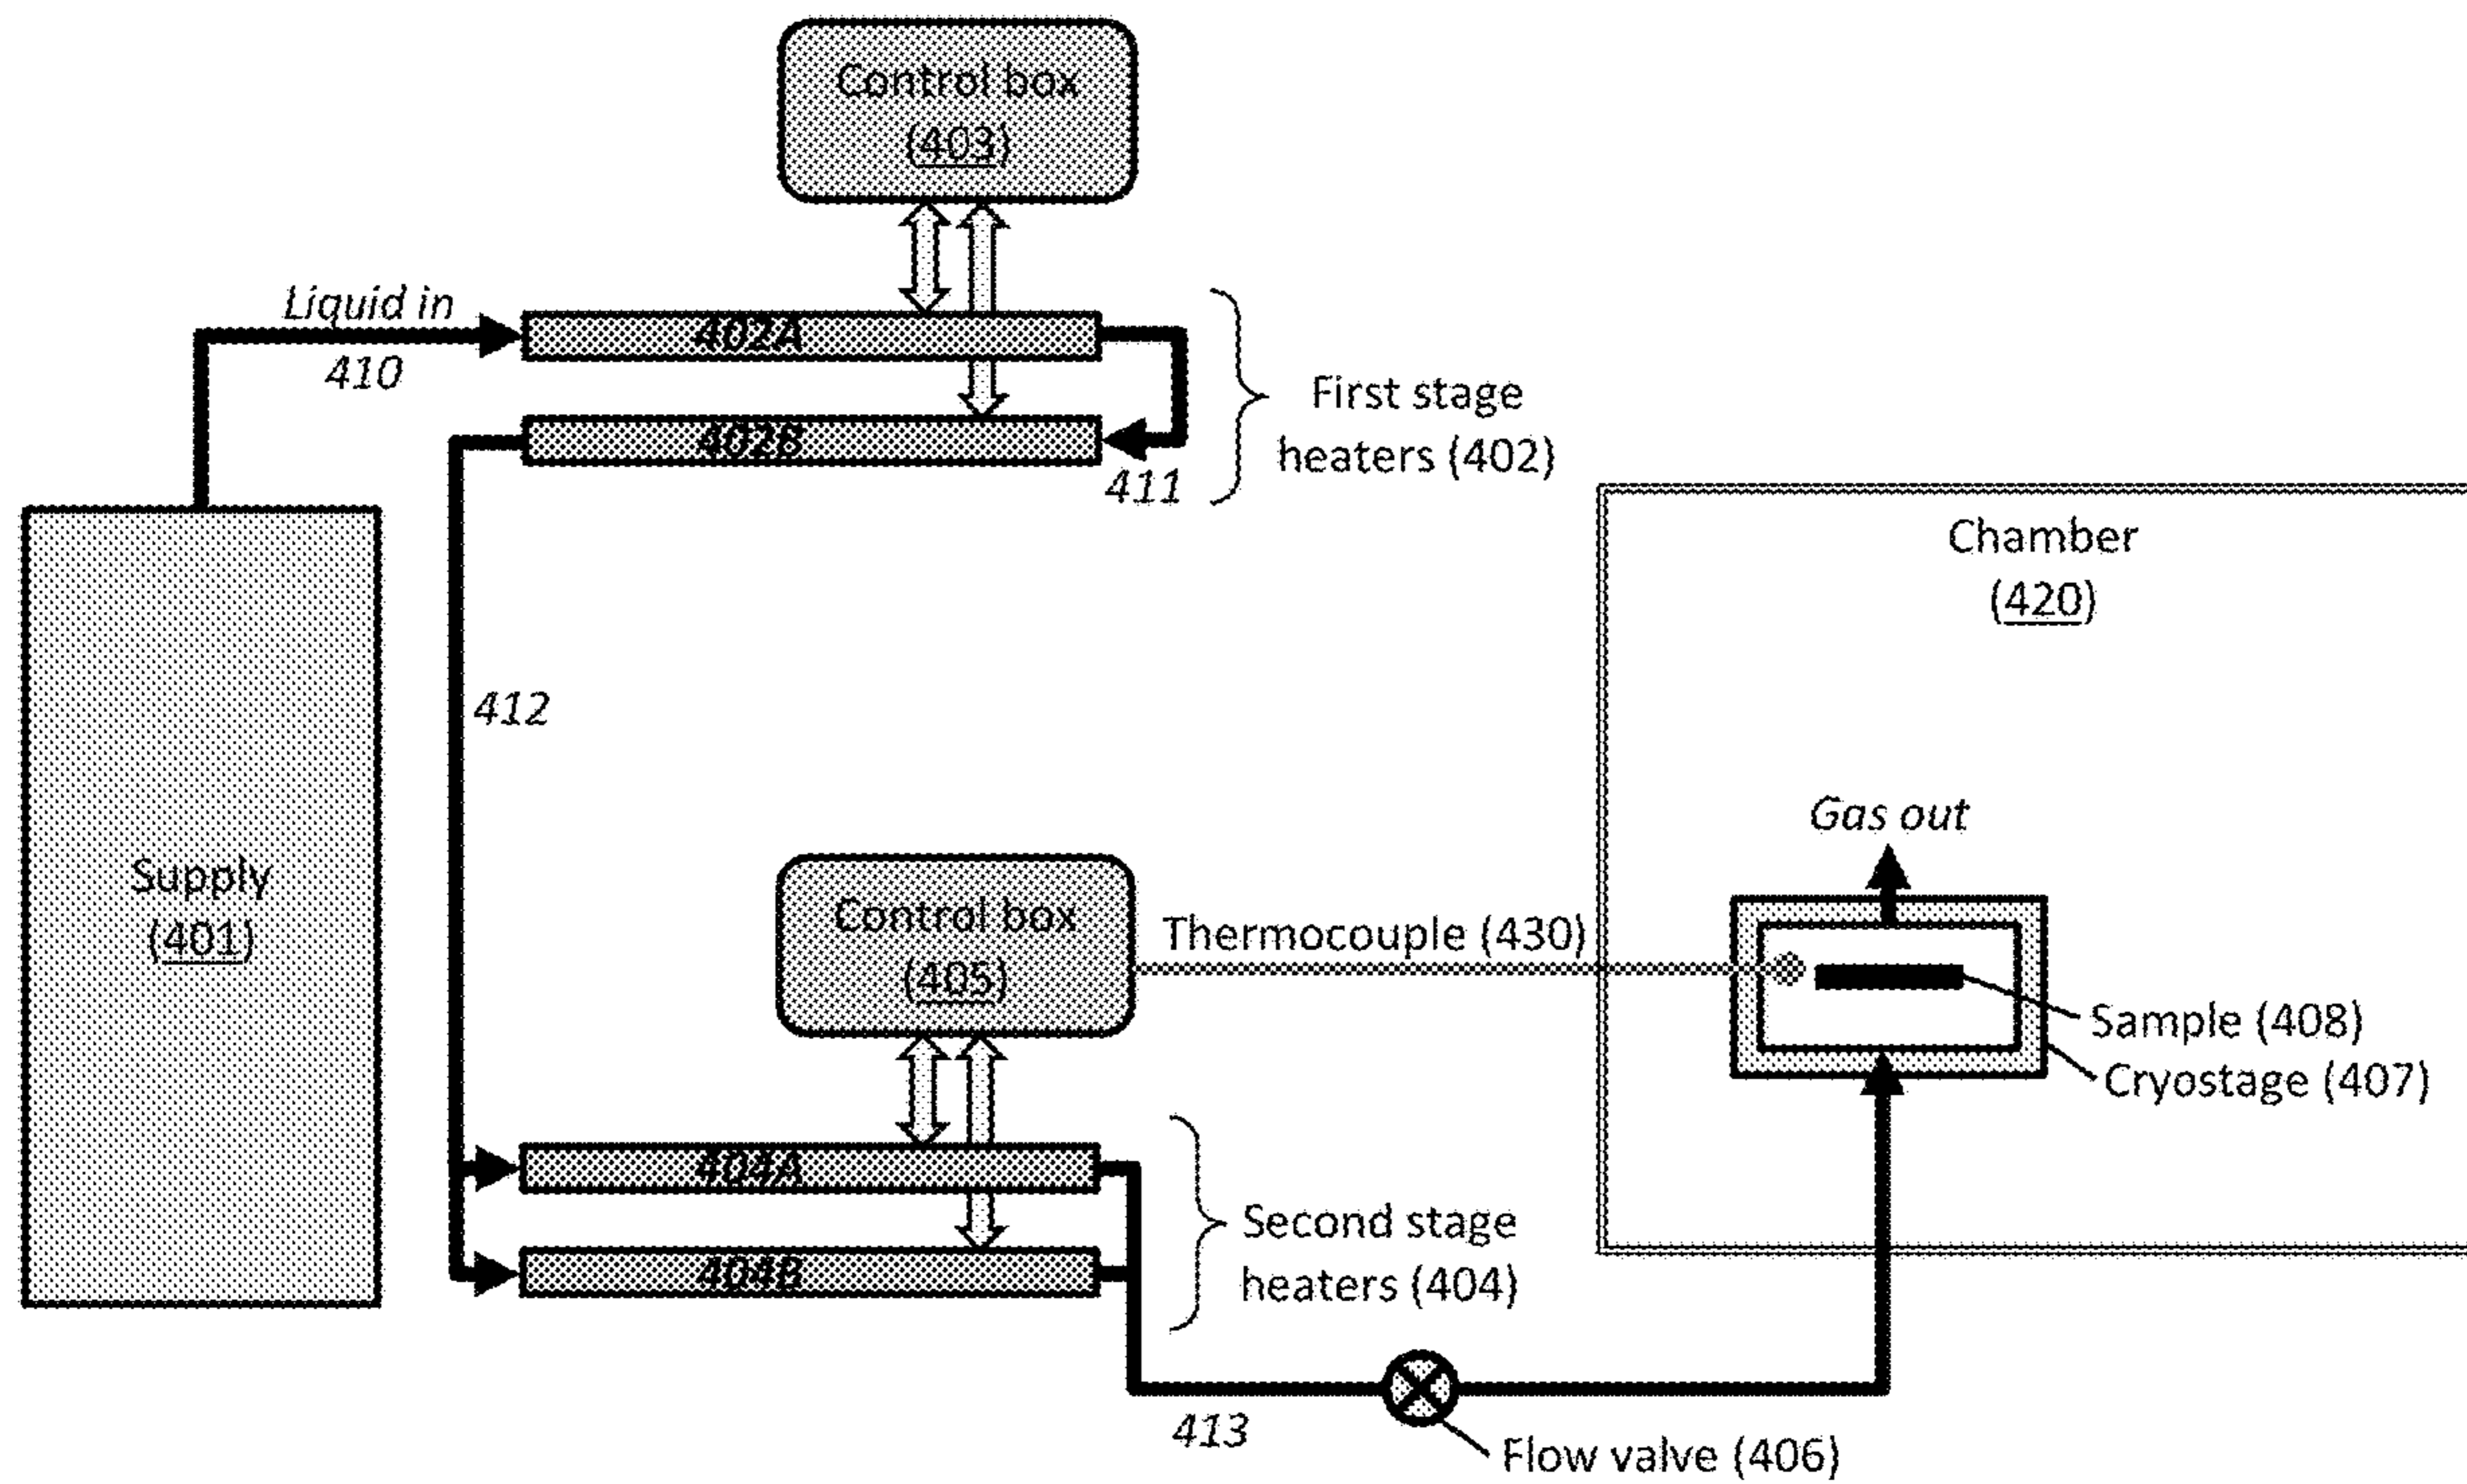 Control box
(403)
Liquid in
410
402A
402B
411
First stage
heaters (402)
Chamber
(420)
412
Supply
(401)
Gas out
Control box
(405)
Thermocouple (430)
Sample (408)
Cryostage (407)
404A
404B
Second stage
heaters (404)
413
Flow valve (406)